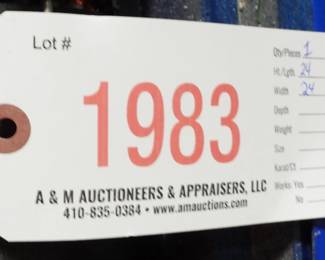 Lot #
1983
A & M AUCTIONEERS & APPRAISERS, LLC
410-835-0384 • www.amauctions.com
Qty/Pieces 1
Ht./Lgth. 24
Width 24
Depth
Weight
Size
Karat/Ct
Works Yes
No